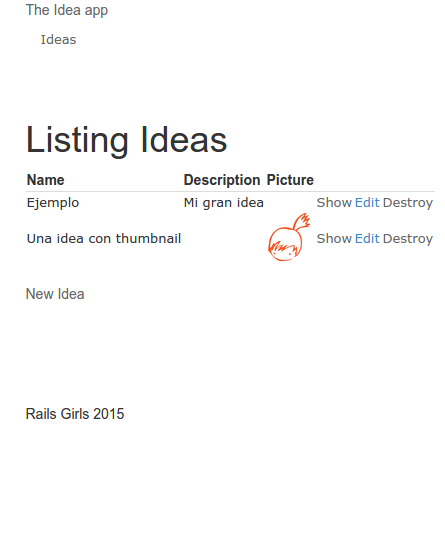 The Idea app
Ideas
Listing Ideas
Name Description Picture
Ejemplo Mi gran idea Show Edit Destroy
Una idea con thumbnail Show Edit Destroy
New Idea
Rails Girls 2015